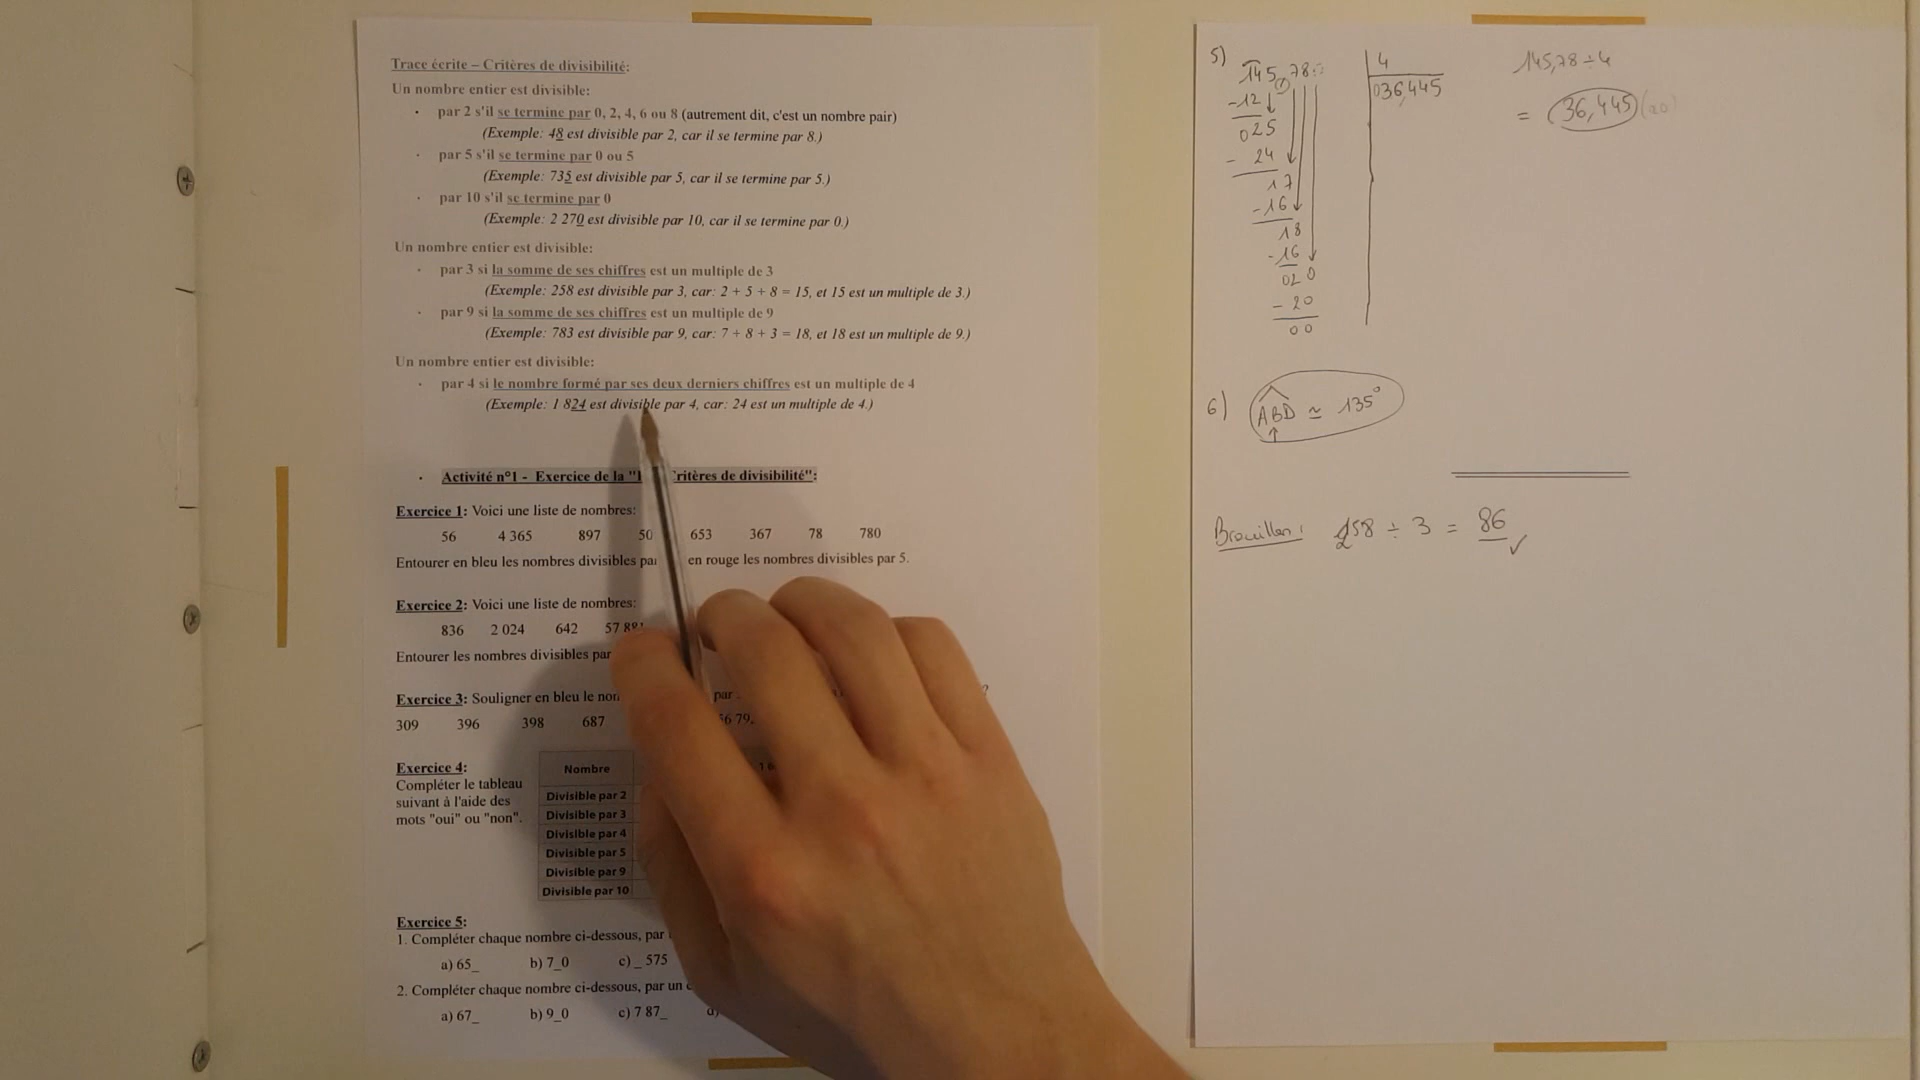 Trace écrite – Critères de divisibilité:
Un nombre entier est divisible:
· par 2 s'il se termine par 0, 2, 4, 6 ou 8 (autrement dit, c'est un nombre pair)
(Exemple: 48 est divisible par 2, car il se termine par 8.)
· par 5 s'il se termine par 0 ou 5
(Exemple: 735 est divisible par 5, car il se termine par 5.)
· par 10 s'il se termine par 0
(Exemple: 2 270 est divisible par 10, car il se termine par 0.)
Un nombre entier est divisible:
· par 3 si la somme de ses chiffres est un multiple de 3
(Exemple: 258 est divisible par 3, car: 2 + 5 + 8 = 15, et 15 est un multiple de 3.)
· par 9 si la somme de ses chiffres est un multiple de 9
(Exemple: 783 est divisible par 9, car: 7 + 8 + 3 = 18, et 18 est un multiple de 9.)
Un nombre entier est divisible:
· par 4 si le nombre formé par ses deux derniers chiffres est un multiple de 4
(Exemple: 1 824 est divisible par 4, car: 24 est un multiple de 4.)
· Activité n°1 - Exercice de la " Critères de divisibilité":
Exercice 1: Voici une liste de nombres:
56 4 365 897 50 653 367 78 780
Entourer en bleu les nombres divisibles en rouge les nombres divisibles par 5.
Exercice 2: Voici une liste de nombres:
836 2 024 642
Entourer les nombres divisibles par
Exercice 3: Souligner en bleu le par
309 396 398 687
Exercice 4:
Compléter le tableau
suivant à l'aide des
mots "oui" ou "non".
Nombre
Divisible par 2
Divisible par 3
Divisible par 4
Divisible par 5
Divisible par 9
Divisible par 10
Exercice 5:
1. Compléter chaque nombre ci-dessous, par
a) 65_ b) 7_0 c) _ 575
2. Compléter chaque nombre ci-dessous, par un
a) 67_ b) 9_0 c) 7 87_
5) 145,78 4
036,445
-12
025
- 24
17
-16
18
-16
020
- 20
00
145,78 ÷ 4
= 36,445
6) ABD ≃ 135°
Brouillon: 258 ÷ 3 = 86 ✓